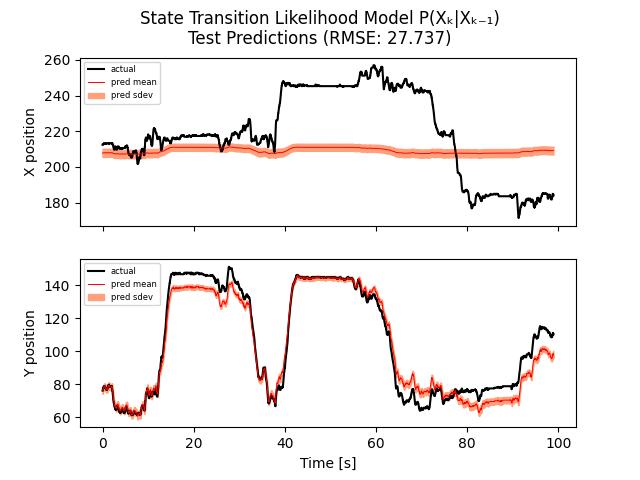 State Transition Likelihood Model P(Xₖ|Xₖ₋₁)
Test Predictions (RMSE: 27.737)
260
240
220
200
180
X position
actual
pred mean
pred sdev
140
120
100
80
60
Y position
actual
pred mean
pred sdev
0 20 40 60 80 100
Time [s]